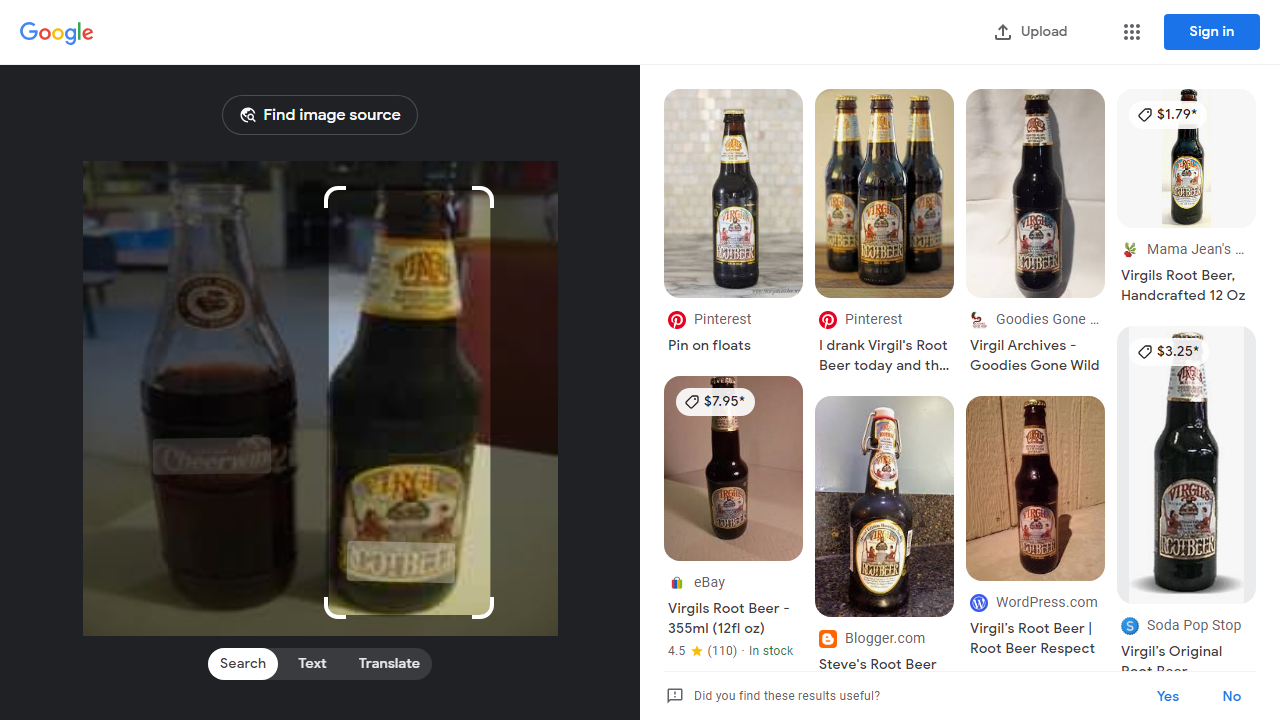 Google
Upload
Sign in
Find image source
Cheerwine
VIRGIL'S
ROOTBEER
Search
Text
Translate
Pinterest
Pin on floats
Pinterest
I drank Virgil's Root
Beer today and th...
Goodies Gone ...
Virgil Archives -
Goodies Gone Wild
$1.79*
Mama Jean's ...
Virgils Root Beer,
Handcrafted 12 Oz
$7.95*
eBay
Virgils Root Beer -
355ml (12fl oz)
4.5 ★ (110) · In stock
Blogger.com
Steve's Root Beer
WordPress.com
Virgil's Root Beer |
Root Beer Respect
$3.25*
Soda Pop Stop
Virgil's Original
Root Beer
Did you find these results useful?
Yes
No